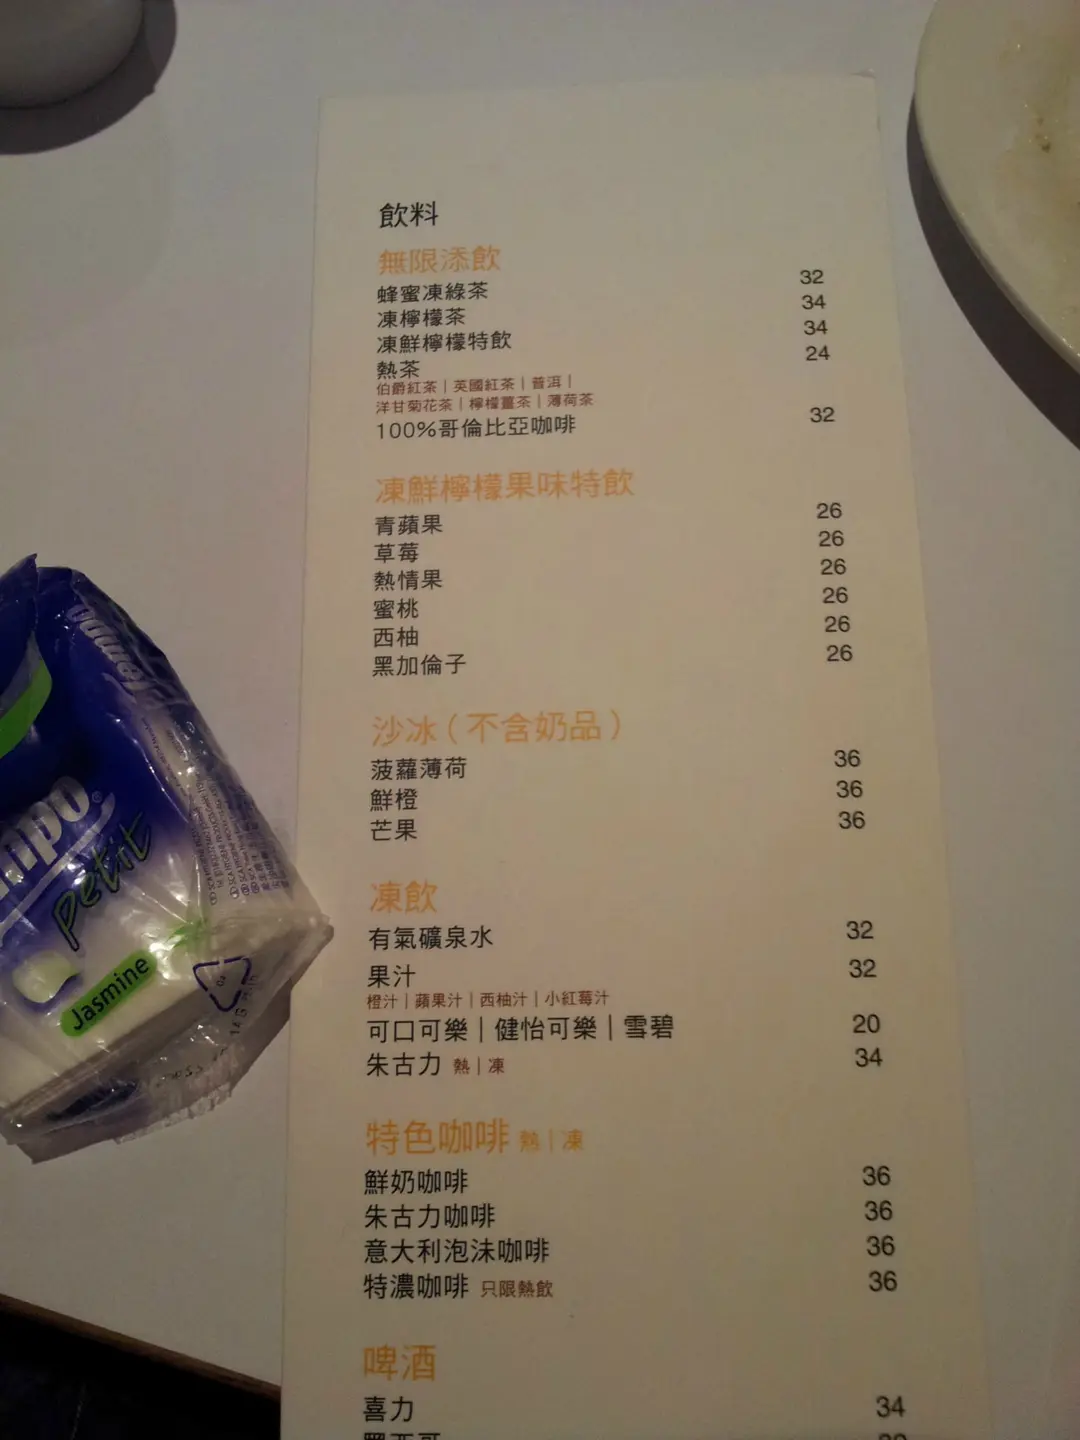 飲料
無限添飲
蜂蜜凍綠茶 32
凍檸檬茶 34
凍鮮檸檬特飲 34
熱茶 24
伯爵紅茶 | 英國紅茶 | 普洱 |
洋甘菊花茶 | 檸檬薑茶 | 薄荷茶
100%哥倫比亞咖啡 32
凍鮮檸檬果味特飲
青蘋果 26
草莓 26
熱情果 26
蜜桃 26
西柚 26
黑加倫子 26
沙冰 ( 不含奶品 )
菠蘿薄荷 36
鮮橙 36
芒果 36
凍飲
有氣礦泉水 32
果汁 32
橙汁 | 蘋果汁 | 西柚汁 | 小紅莓汁
可口可樂 | 健怡可樂 | 雪碧 20
朱古力 熱 | 凍 34
特色咖啡 熱 | 凍
鮮奶咖啡 36
朱古力咖啡 36
意大利泡沫咖啡 36
特濃咖啡 只限熱飲 36
啤酒
喜力 34
petit
Jasmine